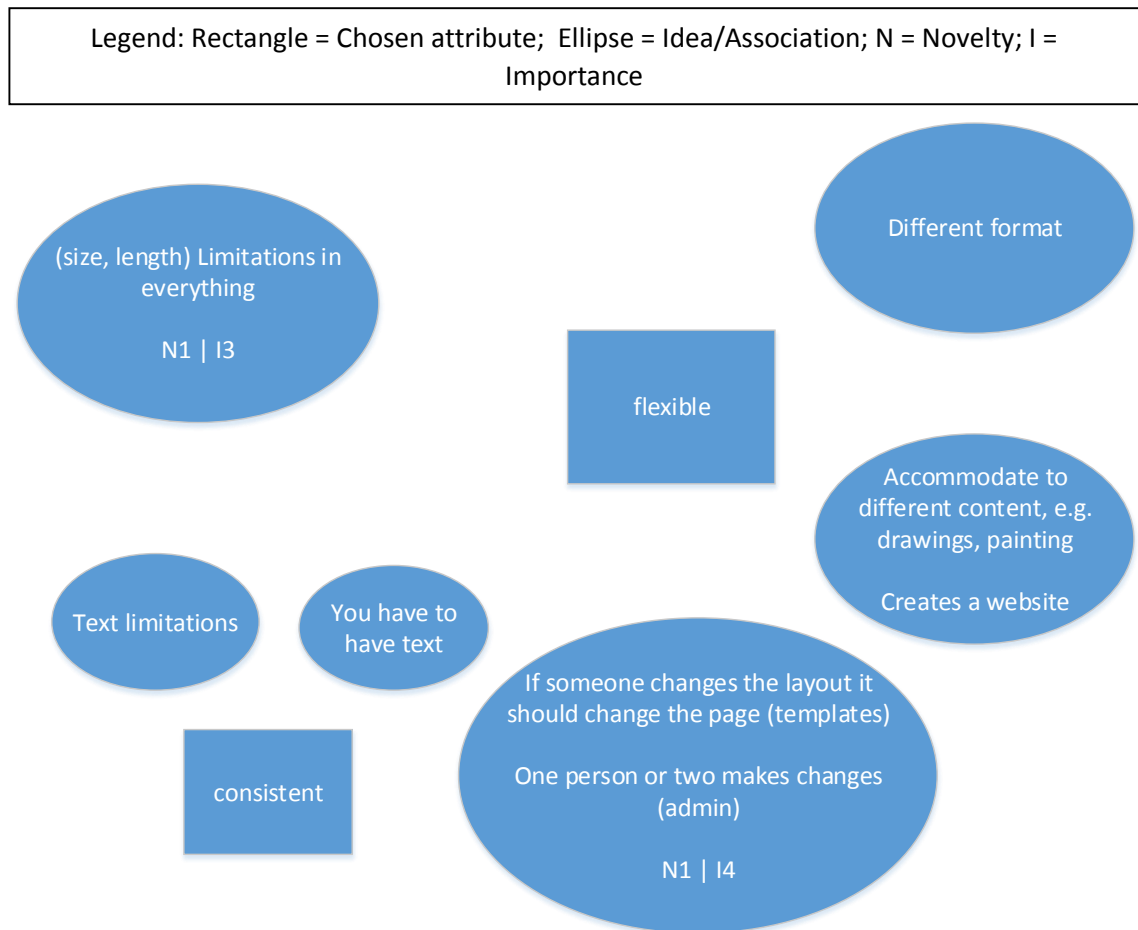 Legend: Rectangle = Chosen attribute;  Ellipse = Idea/Association; N = Novelty; I =
Importance
Different format
(size, length) Limitations in
everything
N1 | I3
flexible
Accommodate to
different content, e.g.
drawings, painting
Creates a website
Text limitations
You have to
have text
If someone changes the layout it
should change the page (templates)
One person or two makes changes
(admin)
N1 | I4
consistent